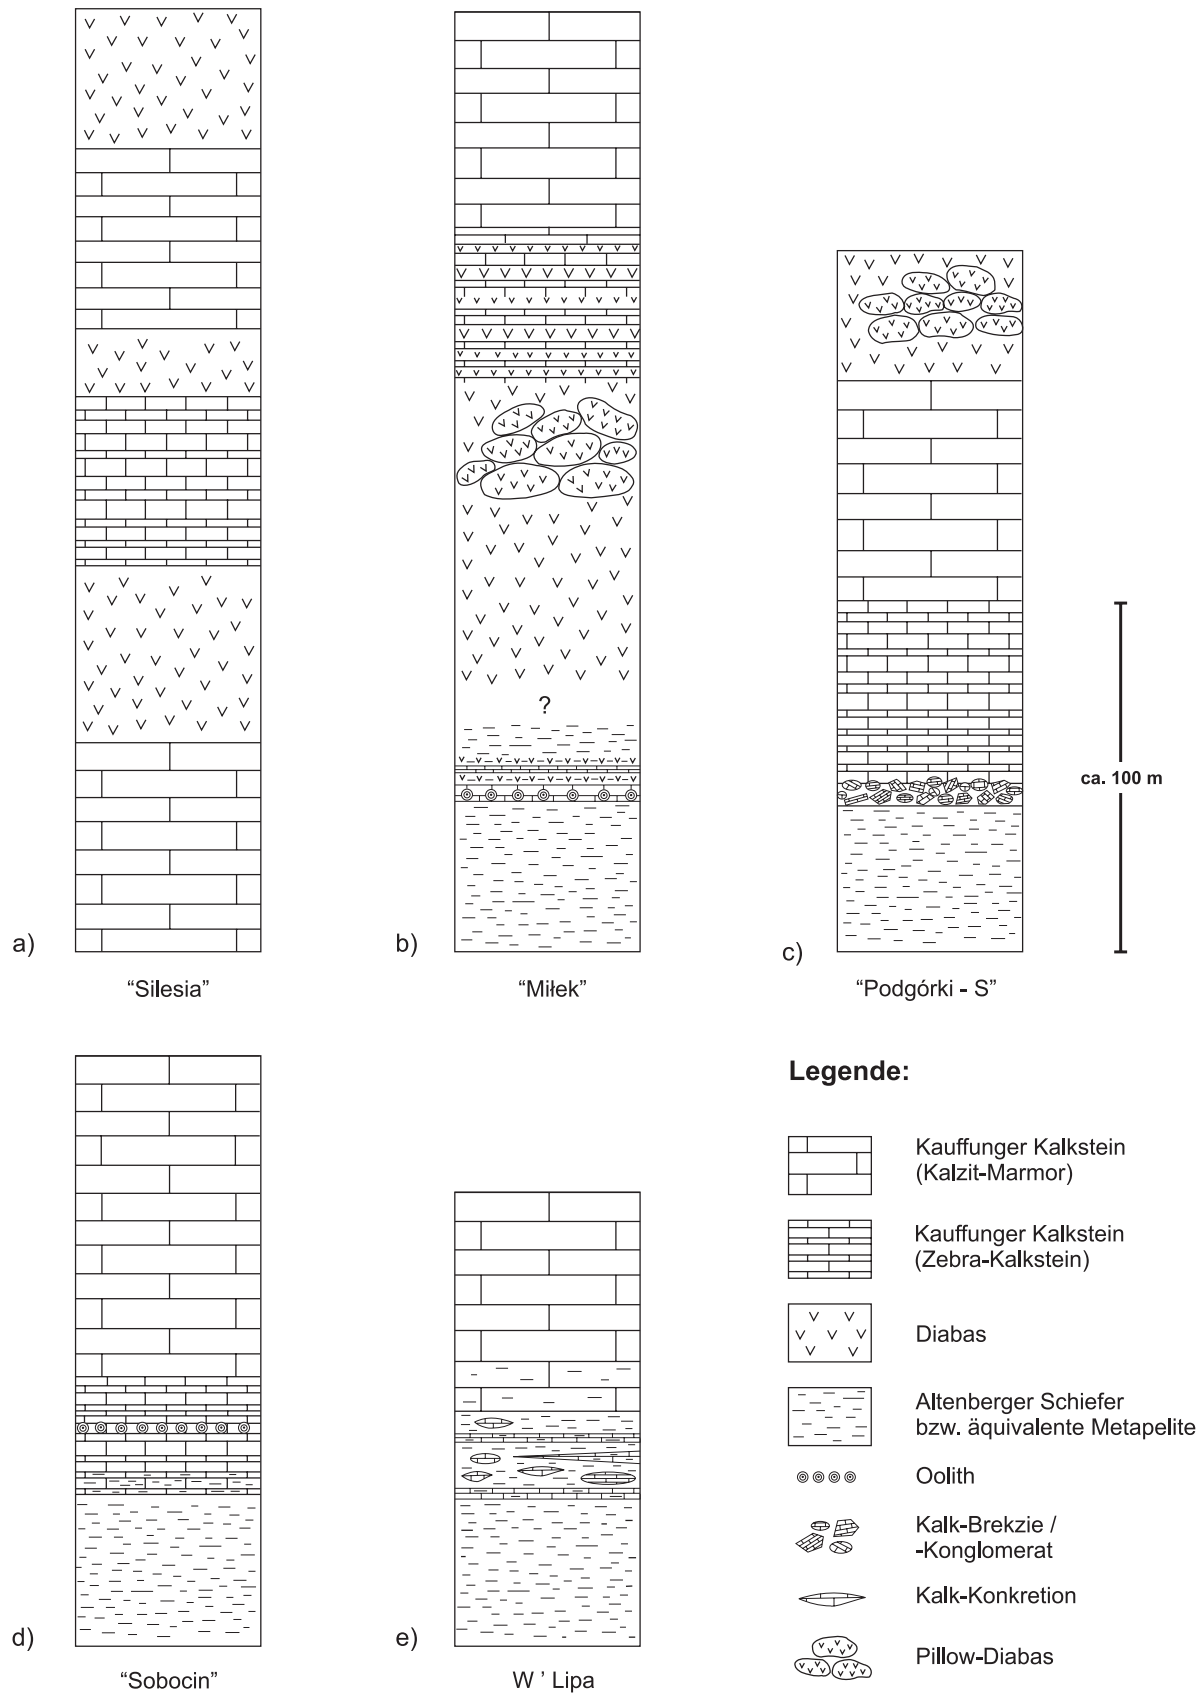 ca. 100 m
?
a)
b)
c)
“Silesia”
“Miłek”
“Podgórki - S”
d)
e)
“Sobocin”
W ’ Lipa
Legende:
Kauffunger Kalkstein
(Kalzit-Marmor)
Kauffunger Kalkstein
(Zebra-Kalkstein)
Diabas
Altenberger Schiefer
bzw. äquivalente Metapelite
Oolith
Kalk-Brekzie /
-Konglomerat
Kalk-Konkretion
Pillow-Diabas